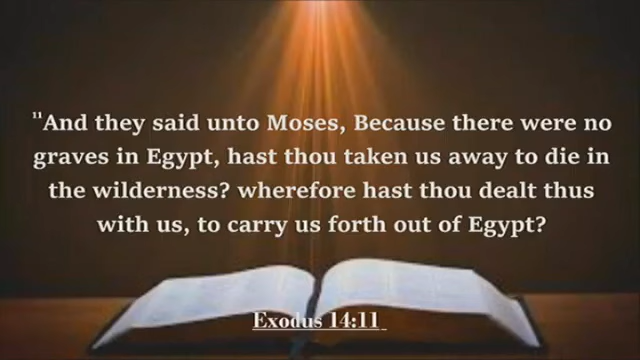 ¹¹And they said unto Moses, Because there were no
graves in Egypt, hast thou taken us away to die in
the wilderness? wherefore hast thou dealt thus
with us, to carry us forth out of Egypt?
Exodus 14:11